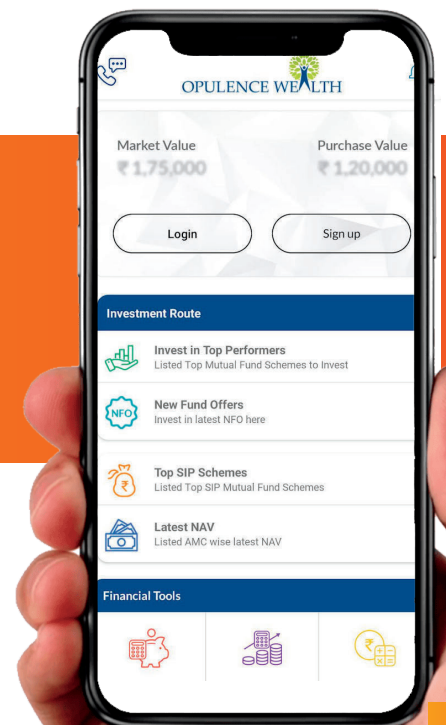 OPULENCE WEALTH
Market Value Purchase Value
₹ 1,75,000 ₹ 1,20,000
Login Sign up
Investment Route
Invest in Top Performers
Listed Top Mutual Fund Schemes to Invest
NFO
New Fund Offers
Invest in latest NFO here
₹
Top SIP Schemes
Listed Top SIP Mutual Fund Schemes
Latest NAV
Listed AMC wise latest NAV
Financial Tools
₹